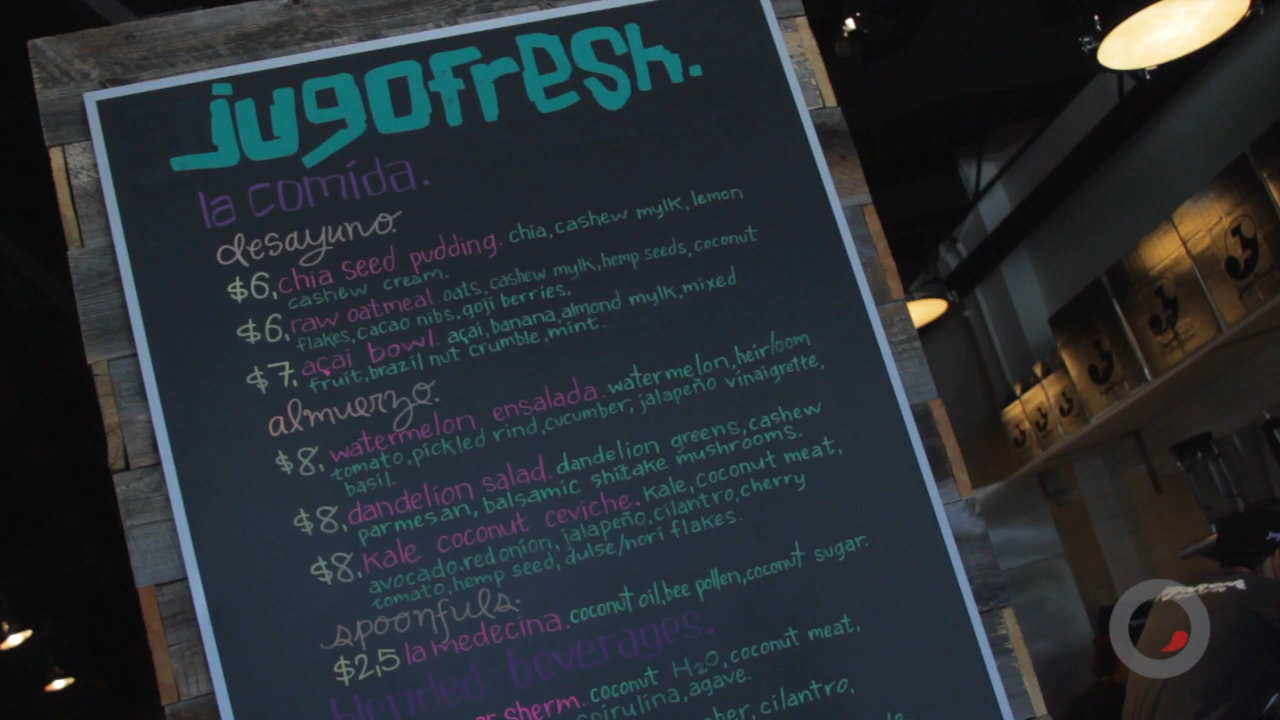 jugofresh.
la comida.
desayuno.
$6, chia seed pudding. chia, cashew mylk, lemon
cashew cream.
$6, raw oatmeal. oats, cashew mylk, hemp seeds, coconut
flakes, cacao nibs, goji berries,
$7, açaí bowl. açaí, banana, almond mylk, mixed
fruit, brazil nut crumble, mint.
almuerzo.
$8, watermelon ensalada. watermelon, heirloom
tomato, pickled rind, cucumber, jalapeño vinaigrette,
basil.
$8, dandelion salad. dandelion greens, cashew
parmesan, balsamic shitake mushrooms.
$8, kale coconut ceviche. kale, coconut meat,
avocado, red onion, jalapeño, cilantro, cherry
tomato, hemp seed, dulse/nori flakes.
spoonfuls.
$2,5 la medecina. coconut oil, bee pollen, coconut sugar.
blended beverages.
sherm. coconut H2O, coconut meat,
spirulina, agave.
cilantro,